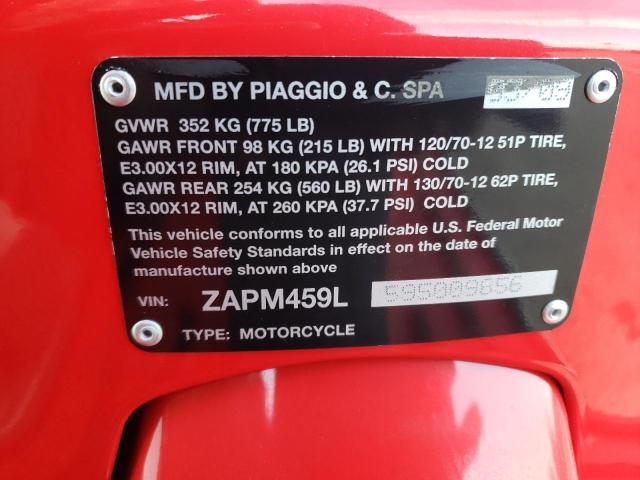 MFD BY PIAGGIO & C. SPA
GVWR 352 KG (775 LB)
GAWR FRONT 98 KG (215 LB) WITH 120/70-12 51P TIRE,
E3.00X12 RIM, AT 180 KPA (26.1 PSI) COLD
GAWR REAR 254 KG (560 LB) WITH 130/70-12 62P TIRE,
E3.00X12 RIM, AT 260 KPA (37.7 PSI) COLD
This vehicle conforms to all applicable U.S. Federal Motor
Vehicle Safety Standards in effect on the date of
manufacture shown above
VIN: ZAPM459L 595009856
TYPE: MOTORCYCLE